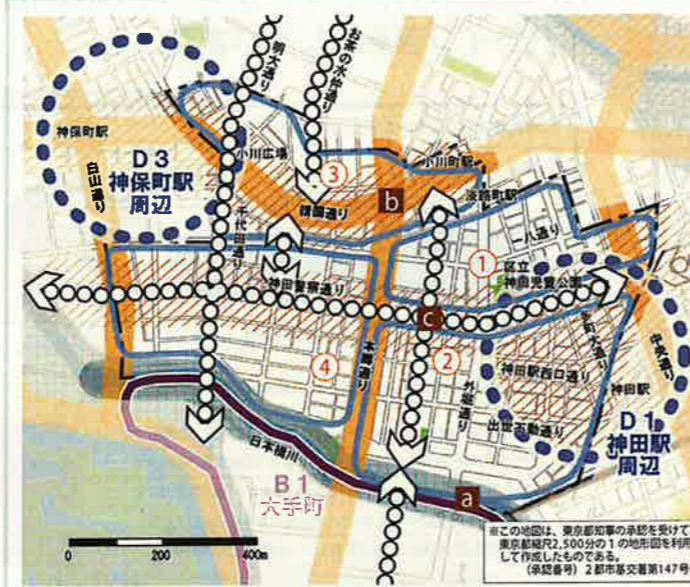 明大通り
お茶の水仲通り
神保町駅
白山通り
D3
神保町駅
周辺
小川広場
③
小川町駅
b
靖国通り
淡路町駅
千代田通り
一八通り
①
区立
神田児童公園
神田警察通り
c
②
④
本郷通り
外堀通り
神田駅西口通り
中央通り
神田駅
出世不動通り
D1
神田駅
周辺
日本橋川
B1
大手町
a
0 200 400m
※この地図は、東京都知事の承認を受けて、
東京都縮尺2,500分の1の地形図を利用
して作成したものである。
(承認番号)2都市基交著第147号